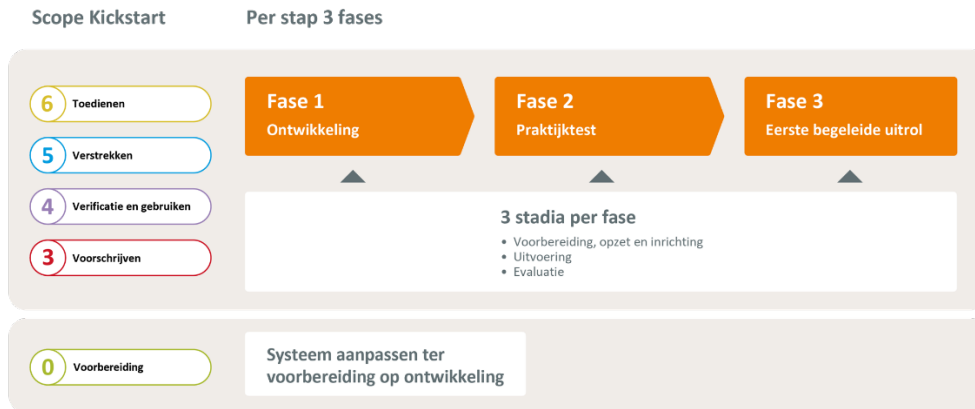 Scope Kickstart
Per stap 3 fases
6 Toedienen
5 Verstrekken
4 Verificatie en gebruiken
3 Voorschrijven
Fase 1
Ontwikkeling
Fase 2
Praktijktest
Fase 3
Eerste begeleide uitrol
3 stadia per fase
• Voorbereiding, opzet en inrichting
• Uitvoering
• Evaluatie
0 Voorbereiding
Systeem aanpassen ter
voorbereiding op ontwikkeling